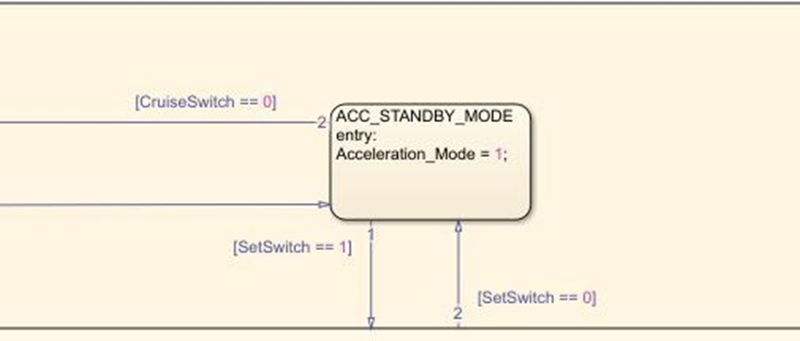 [CruiseSwitch == 0]
2
ACC_STANDBY_MODE
entry:
Acceleration_Mode = 1;
1
[SetSwitch == 1]
[SetSwitch == 0]
2